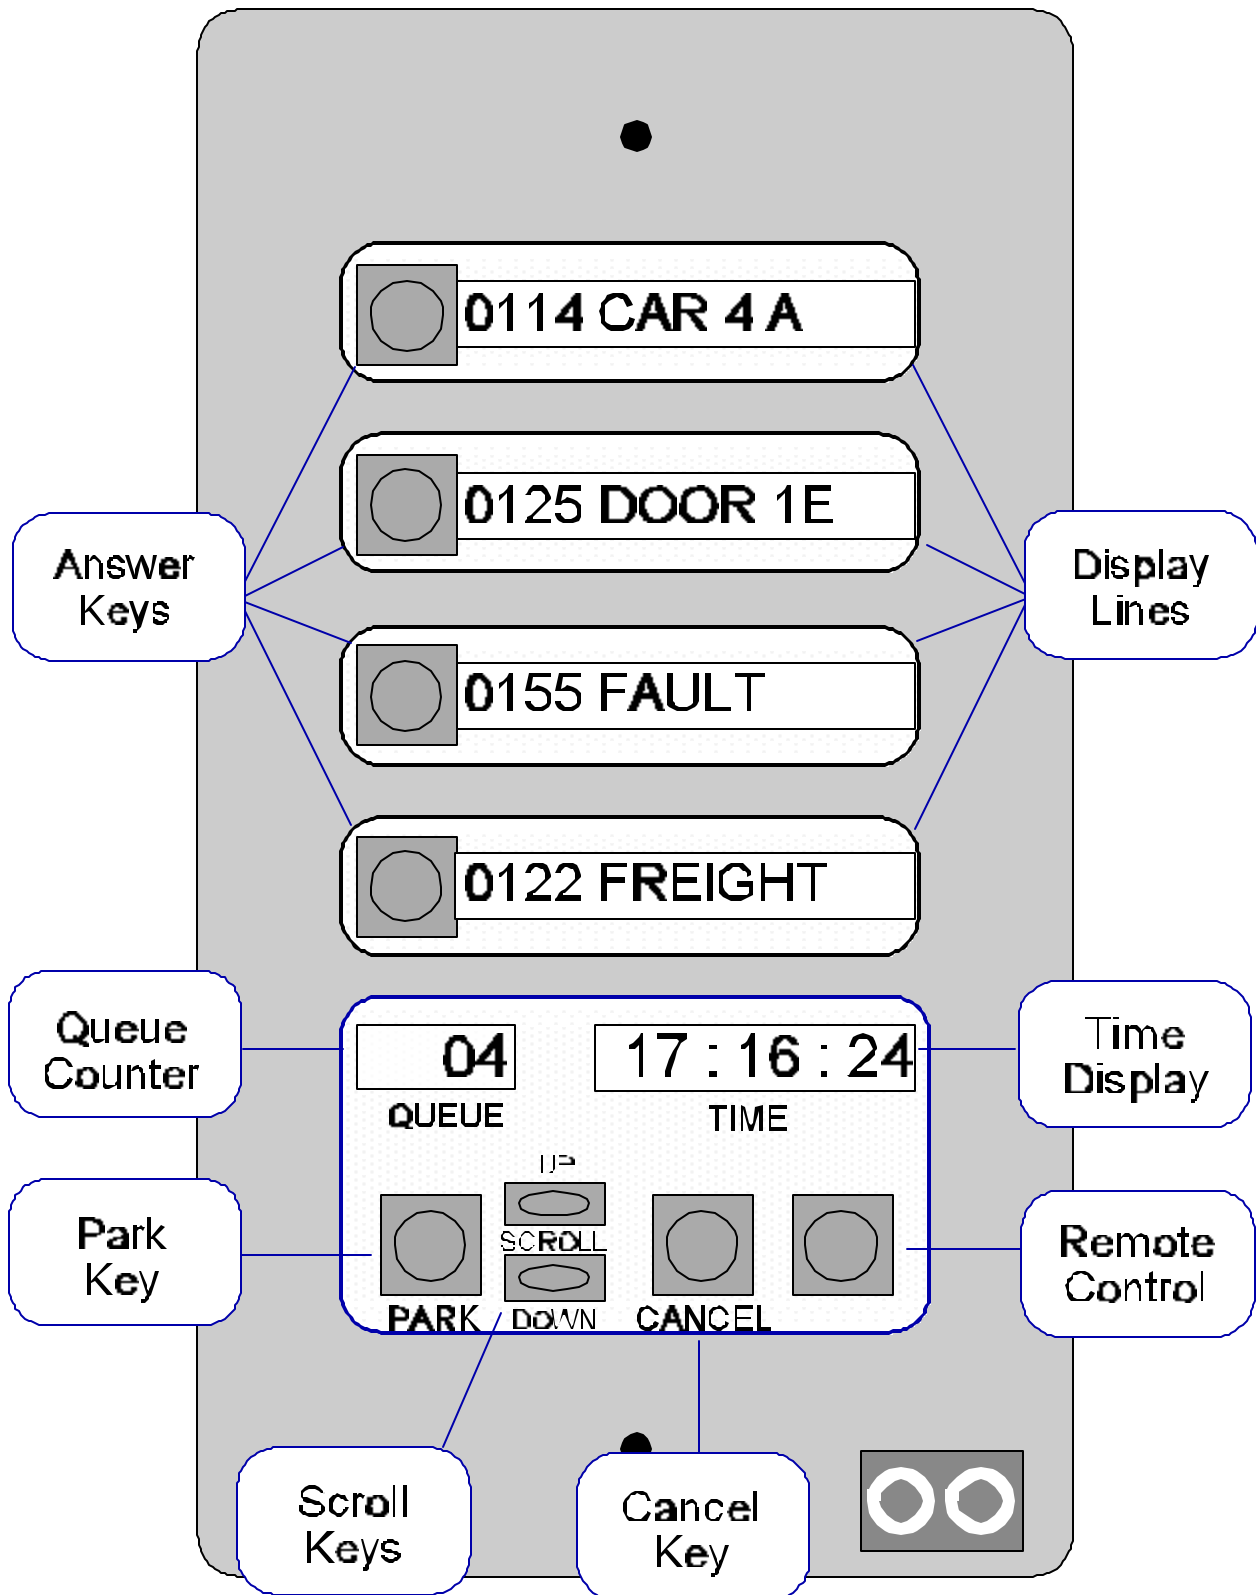 0114 CAR 4 A
0125 DOOR 1E
Answer
Keys
Display
Lines
0155 FAULT
0122 FREIGHT
Queue
Counter
04
QUEUE
17 : 16 : 24
TIME
Time
Display
Park
Key
UP
SCROLL
DOWN
PARK
CANCEL
Remote
Control
Scroll
Keys
Cancel
Key